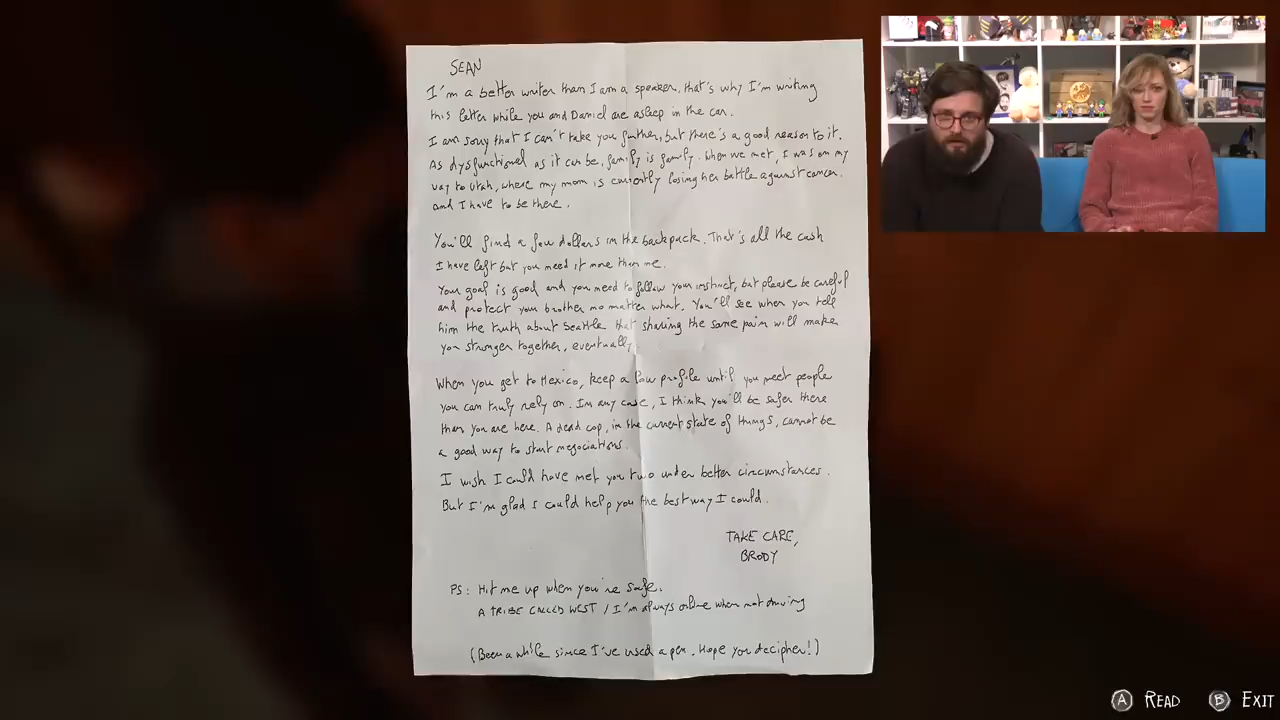 SEAN
I'm a better writer than I am a speaker, that's why I'm writing
this letter while you and Daniel are asleep in the car.
I am sorry that I can't take you further, but there's a good reason to it.
As dysfunctional as it can be, family is family. When we met, I was on my
way to Utah, where my mom is currently losing her battle against cancer.
and I have to be there.
You'll find a few dollars in the backpack. That's all the cash
I have left but you need it more than me.
Your goal is good and you need to follow your instinct, but please be careful
and protect your brother no matter what. You'll see when you tell
him the truth about Seattle that sharing the same pain will make
you stronger together, eventually.
When you get to Mexico, keep a low profile until you meet people
you can truly rely on. In any case, I think you'll be safer there
than you are here. A dead cop, in the current state of things, cannot be
a good way to start negociations.
I wish I could have met you two under better circumstances.
But I'm glad I could help you the best way I could.
TAKE CARE,
BRODY
PS: Hit me up when you're safe.
A TRIBE CALLED WEST / I'm always online when not driving
(Been a while since I've used a pen. Hope you decipher!)
A READ B EXIT